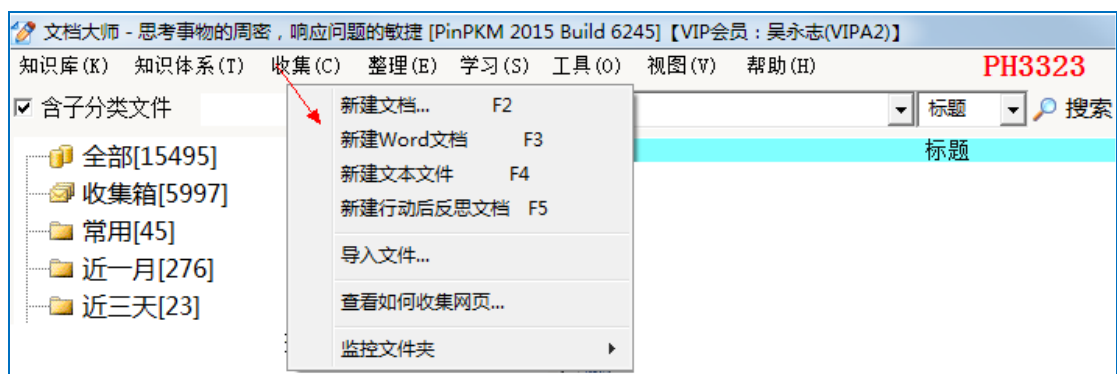 文档大师 - 思考事物的周密，响应问题的敏捷 [PinPKM 2015 Build 6245]【VIP会员：吴永志(VIPA2)】
知识库(K) 知识体系(T) 收集(C) 整理(E) 学习(S) 工具(O) 视图(V) 帮助(H) PH3323
含子分类文件 标题 搜索
标题
新建文档... F2
新建Word文档 F3
新建文本文件 F4
新建行动后反思文档 F5
导入文件...
查看如何收集网页...
监控文件夹
全部[15495]
收集箱[5997]
常用[45]
近一月[276]
近三天[23]